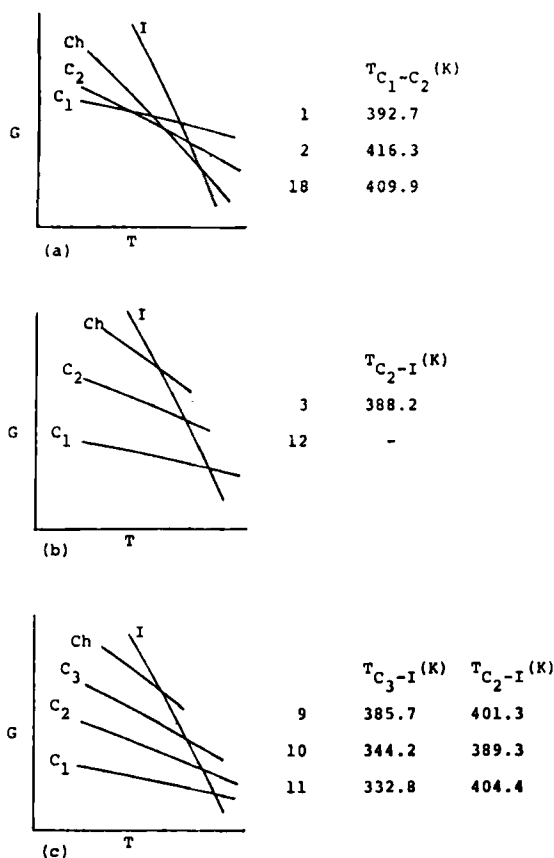 I
Ch
C2
C1
G
T
(a)
TC1-C2(K)
1 392.7
2 416.3
18 409.9
I
Ch
C2
C1
G
T
(b)
TC2-I(K)
3 388.2
12 -
I
Ch
C3
C2
C1
G
T
(c)
TC3-I(K) TC2-I(K)
9 385.7 401.3
10 344.2 389.3
11 332.8 404.4